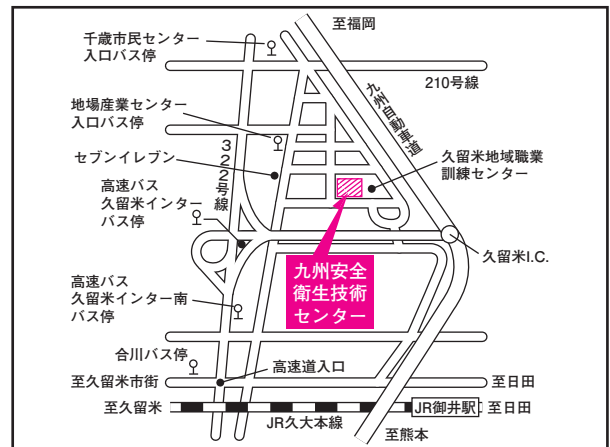 至福岡
千歳市民センター
入口バス停
210号線
九州自動車道
地場産業センター
入口バス停
322号線
セブンイレブン
久留米地域職業
訓練センター
高速バス
久留米インター
バス停
久留米I.C.
九州安全
衛生技術
センター
高速バス
久留米インター南
バス停
合川バス停
高速道入口
至久留米市街
至日田
至久留米
JR久大本線
JR御井駅
至日田
至熊本